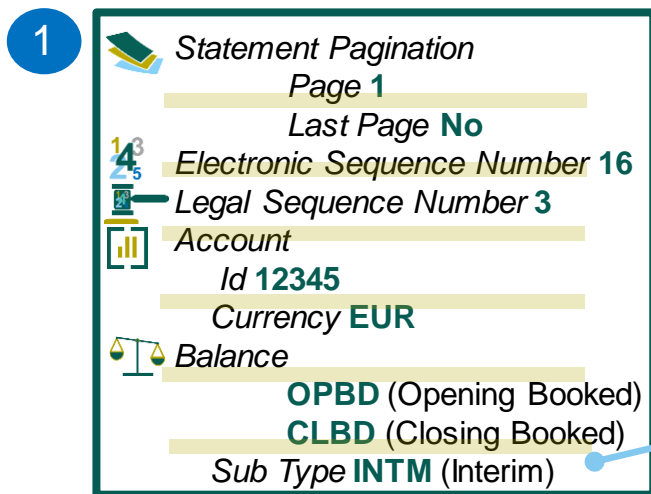 1
Statement Pagination
Page 1
Last Page No
Electronic Sequence Number 16
Legal Sequence Number 3
Account
Id 12345
Currency EUR
Balance
OPBD (Opening Booked)
CLBD (Closing Booked)
Sub Type INTM (Interim)